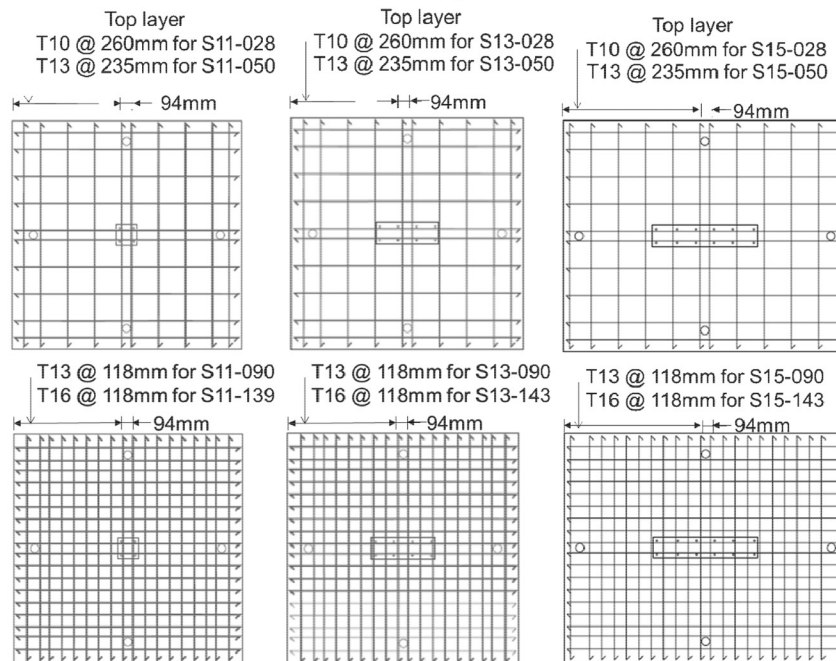 Top layer
T10 @ 260mm for S11-028
T13 @ 235mm for S11-050
94mm
Top layer
T10 @ 260mm for S13-028
T13 @ 235mm for S13-050
94mm
Top layer
T10 @ 260mm for S15-028
T13 @ 235mm for S15-050
94mm
T13 @ 118mm for S11-090
T16 @ 118mm for S11-139
94mm
T13 @ 118mm for S13-090
T16 @ 118mm for S13-143
94mm
T13 @ 118mm for S15-090
T16 @ 118mm for S15-143
94mm